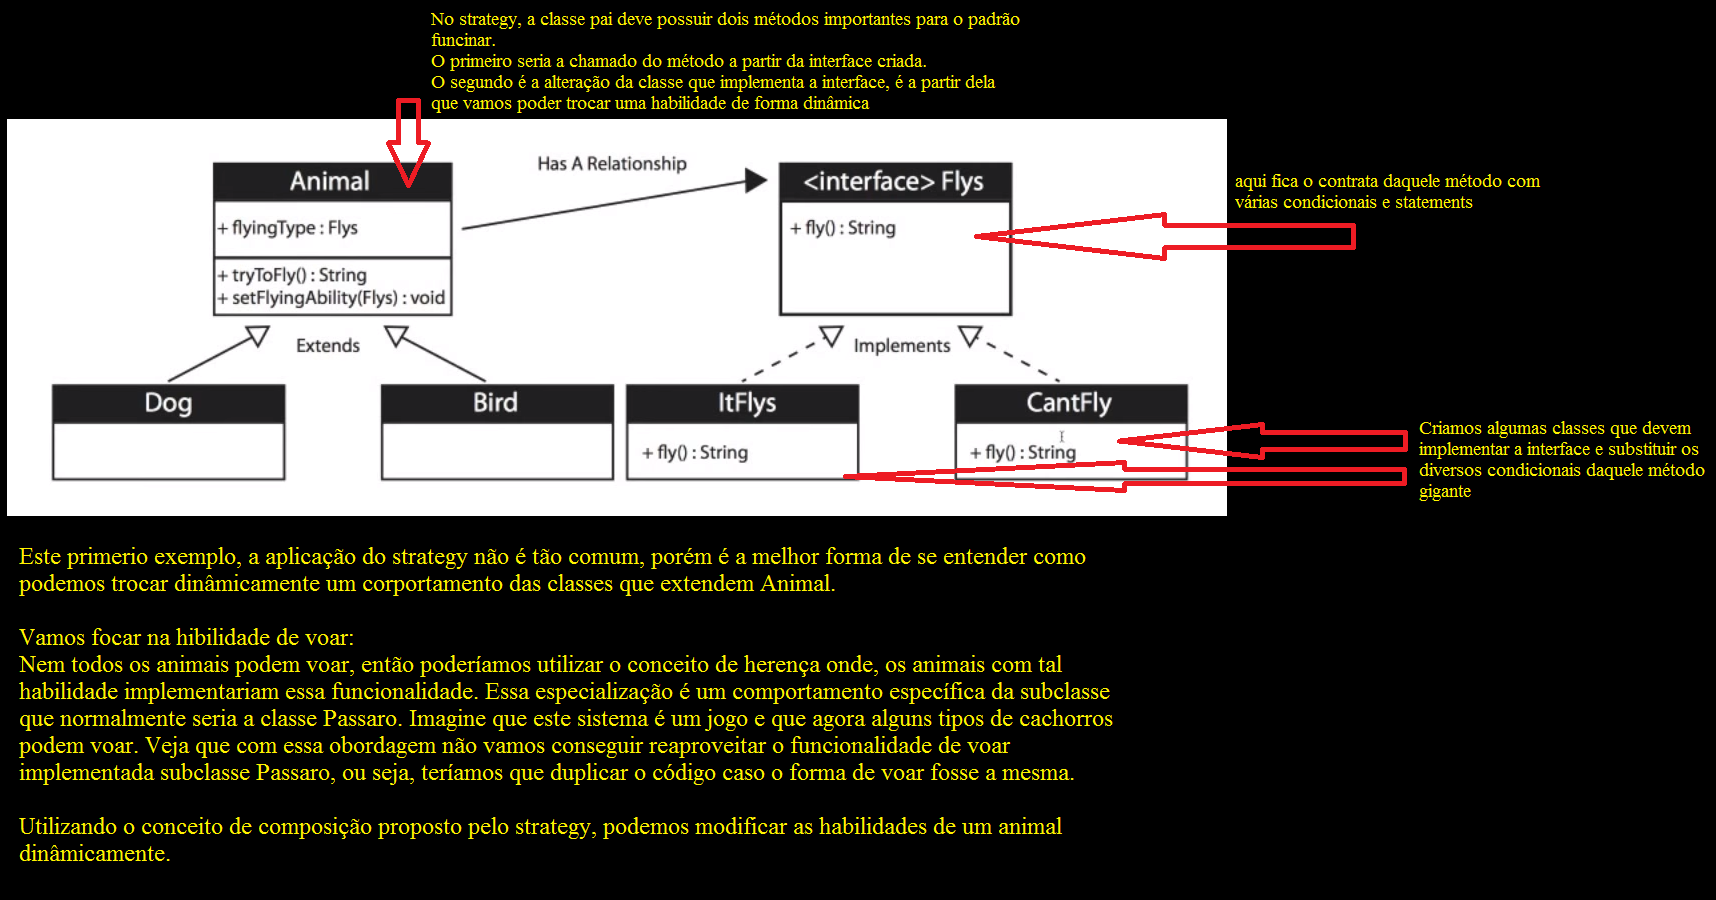 No strategy, a classe pai deve possuir dois métodos importantes para o padrão
funcinar.
O primeiro seria a chamado do método a partir da interface criada.
O segundo é a alteração da classe que implementa a interface, é a partir dela
que vamos poder trocar uma habilidade de forma dinâmica
Has A Relationship
Animal
+ flyingType : Flys
+ tryToFly() : String
+ setFlyingAbility(Flys) : void
<interface> Flys
+ fly() : String
aqui fica o contrata daquele método com
várias condicionais e statements
Extends
Implements
Dog
Bird
ItFlys
+ fly() : String
CantFly
+ fly() : String
Criamos algumas classes que devem
implementar a interface e substituir os
diversos condicionais daquele método
gigante
Este primerio exemplo, a aplicação do strategy não é tão comum, porém é a melhor forma de se entender como
podemos trocar dinâmicamente um corportamento das classes que extendem Animal.
Vamos focar na hibilidade de voar:
Nem todos os animais podem voar, então poderíamos utilizar o conceito de herença onde, os animais com tal
habilidade implementariam essa funcionalidade. Essa especialização é um comportamento específica da subclasse
que normalmente seria a classe Passaro. Imagine que este sistema é um jogo e que agora alguns tipos de cachorros
podem voar. Veja que com essa obordagem não vamos conseguir reaproveitar o funcionalidade de voar
implementada subclasse Passaro, ou seja, teríamos que duplicar o código caso o forma de voar fosse a mesma.
Utilizando o conceito de composição proposto pelo strategy, podemos modificar as habilidades de um animal
dinâmicamente.